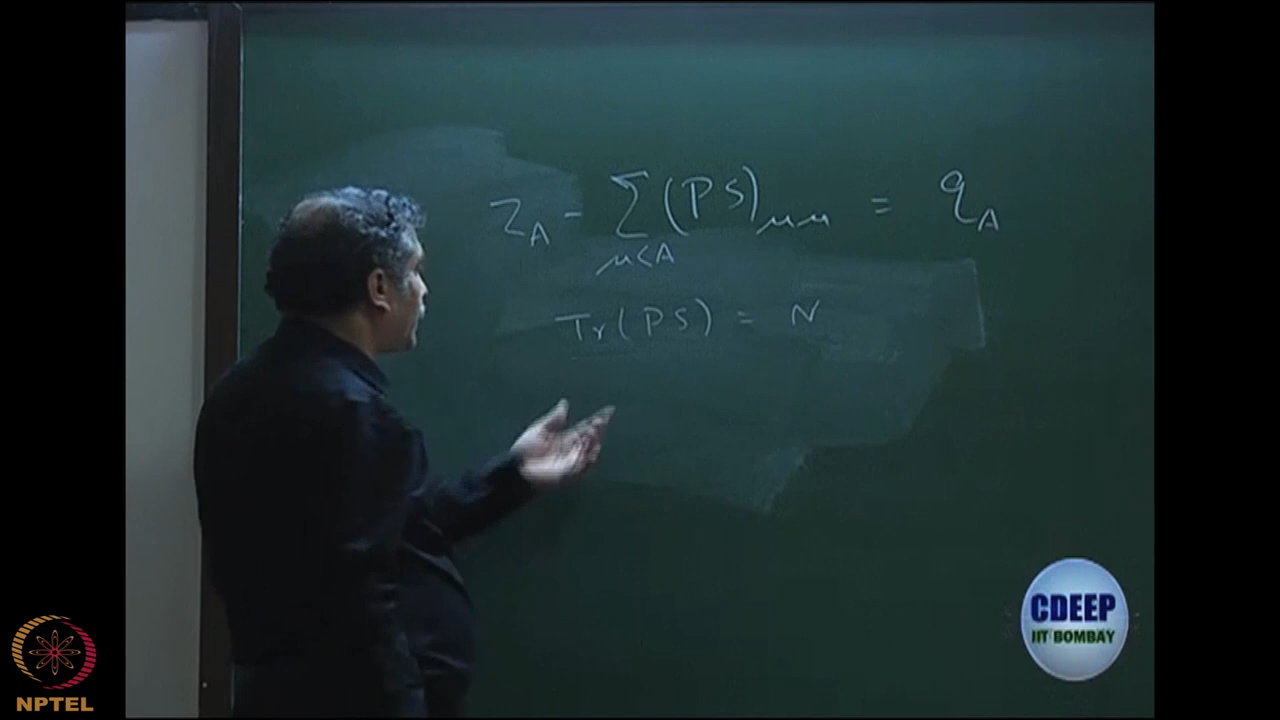 Z_A - Σ_{μ<A} (PS)_{μμ} = q_A
Tr(PS) = N
CDEEP
IIT BOMBAY
NPTEL